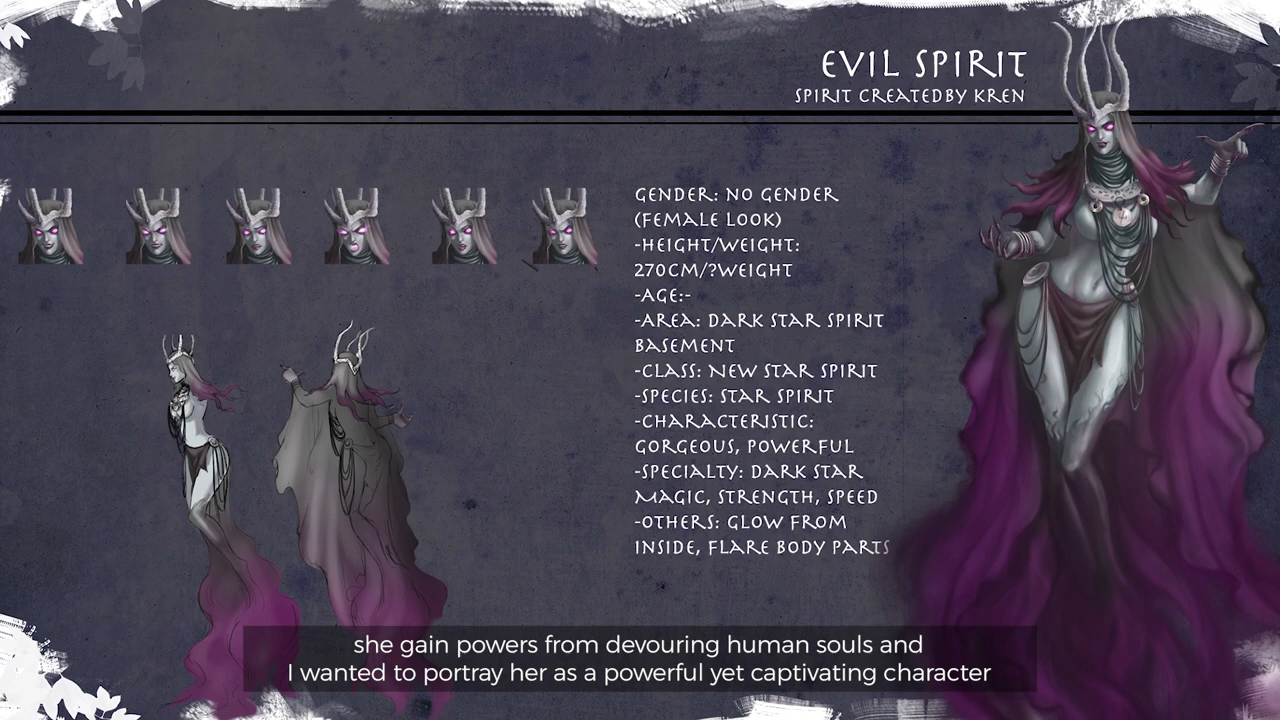 EVIL SPIRIT
SPIRIT CREATEDBY KREN
GENDER: NO GENDER
(FEMALE LOOK)
-HEIGHT/WEIGHT:
270CM/?WEIGHT
-AGE:-
-AREA: DARK STAR SPIRIT
BASEMENT
-CLASS: NEW STAR SPIRIT
-SPECIES: STAR SPIRIT
-CHARACTERISTIC:
GORGEOUS, POWERFUL
-SPECIALTY: DARK STAR
MAGIC, STRENGTH, SPEED
-OTHERS: GLOW FROM
INSIDE, FLARE BODY PARTS
she gain powers from devouring human souls and
I wanted to portray her as a powerful yet captivating character